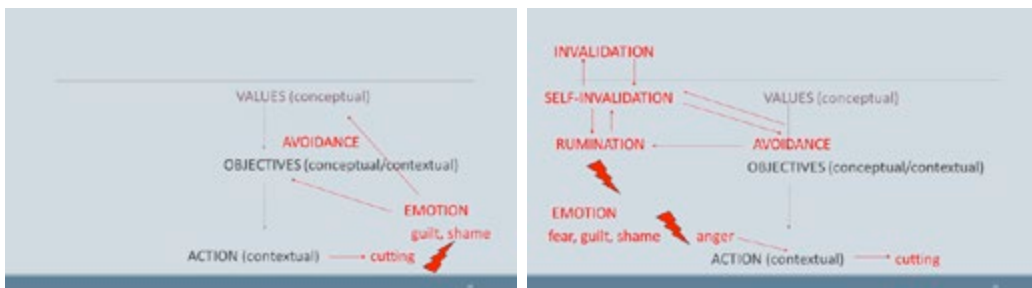 VALUES (conceptual)
AVOIDANCE
OBJECTIVES (conceptual/contextual)
EMOTION
guilt, shame
ACTION (contextual)
cutting
INVALIDATION
SELF-INVALIDATION
VALUES (conceptual)
RUMINATION
AVOIDANCE
OBJECTIVES (conceptual/contextual)
EMOTION
fear, guilt, shame
anger
ACTION (contextual)
cutting